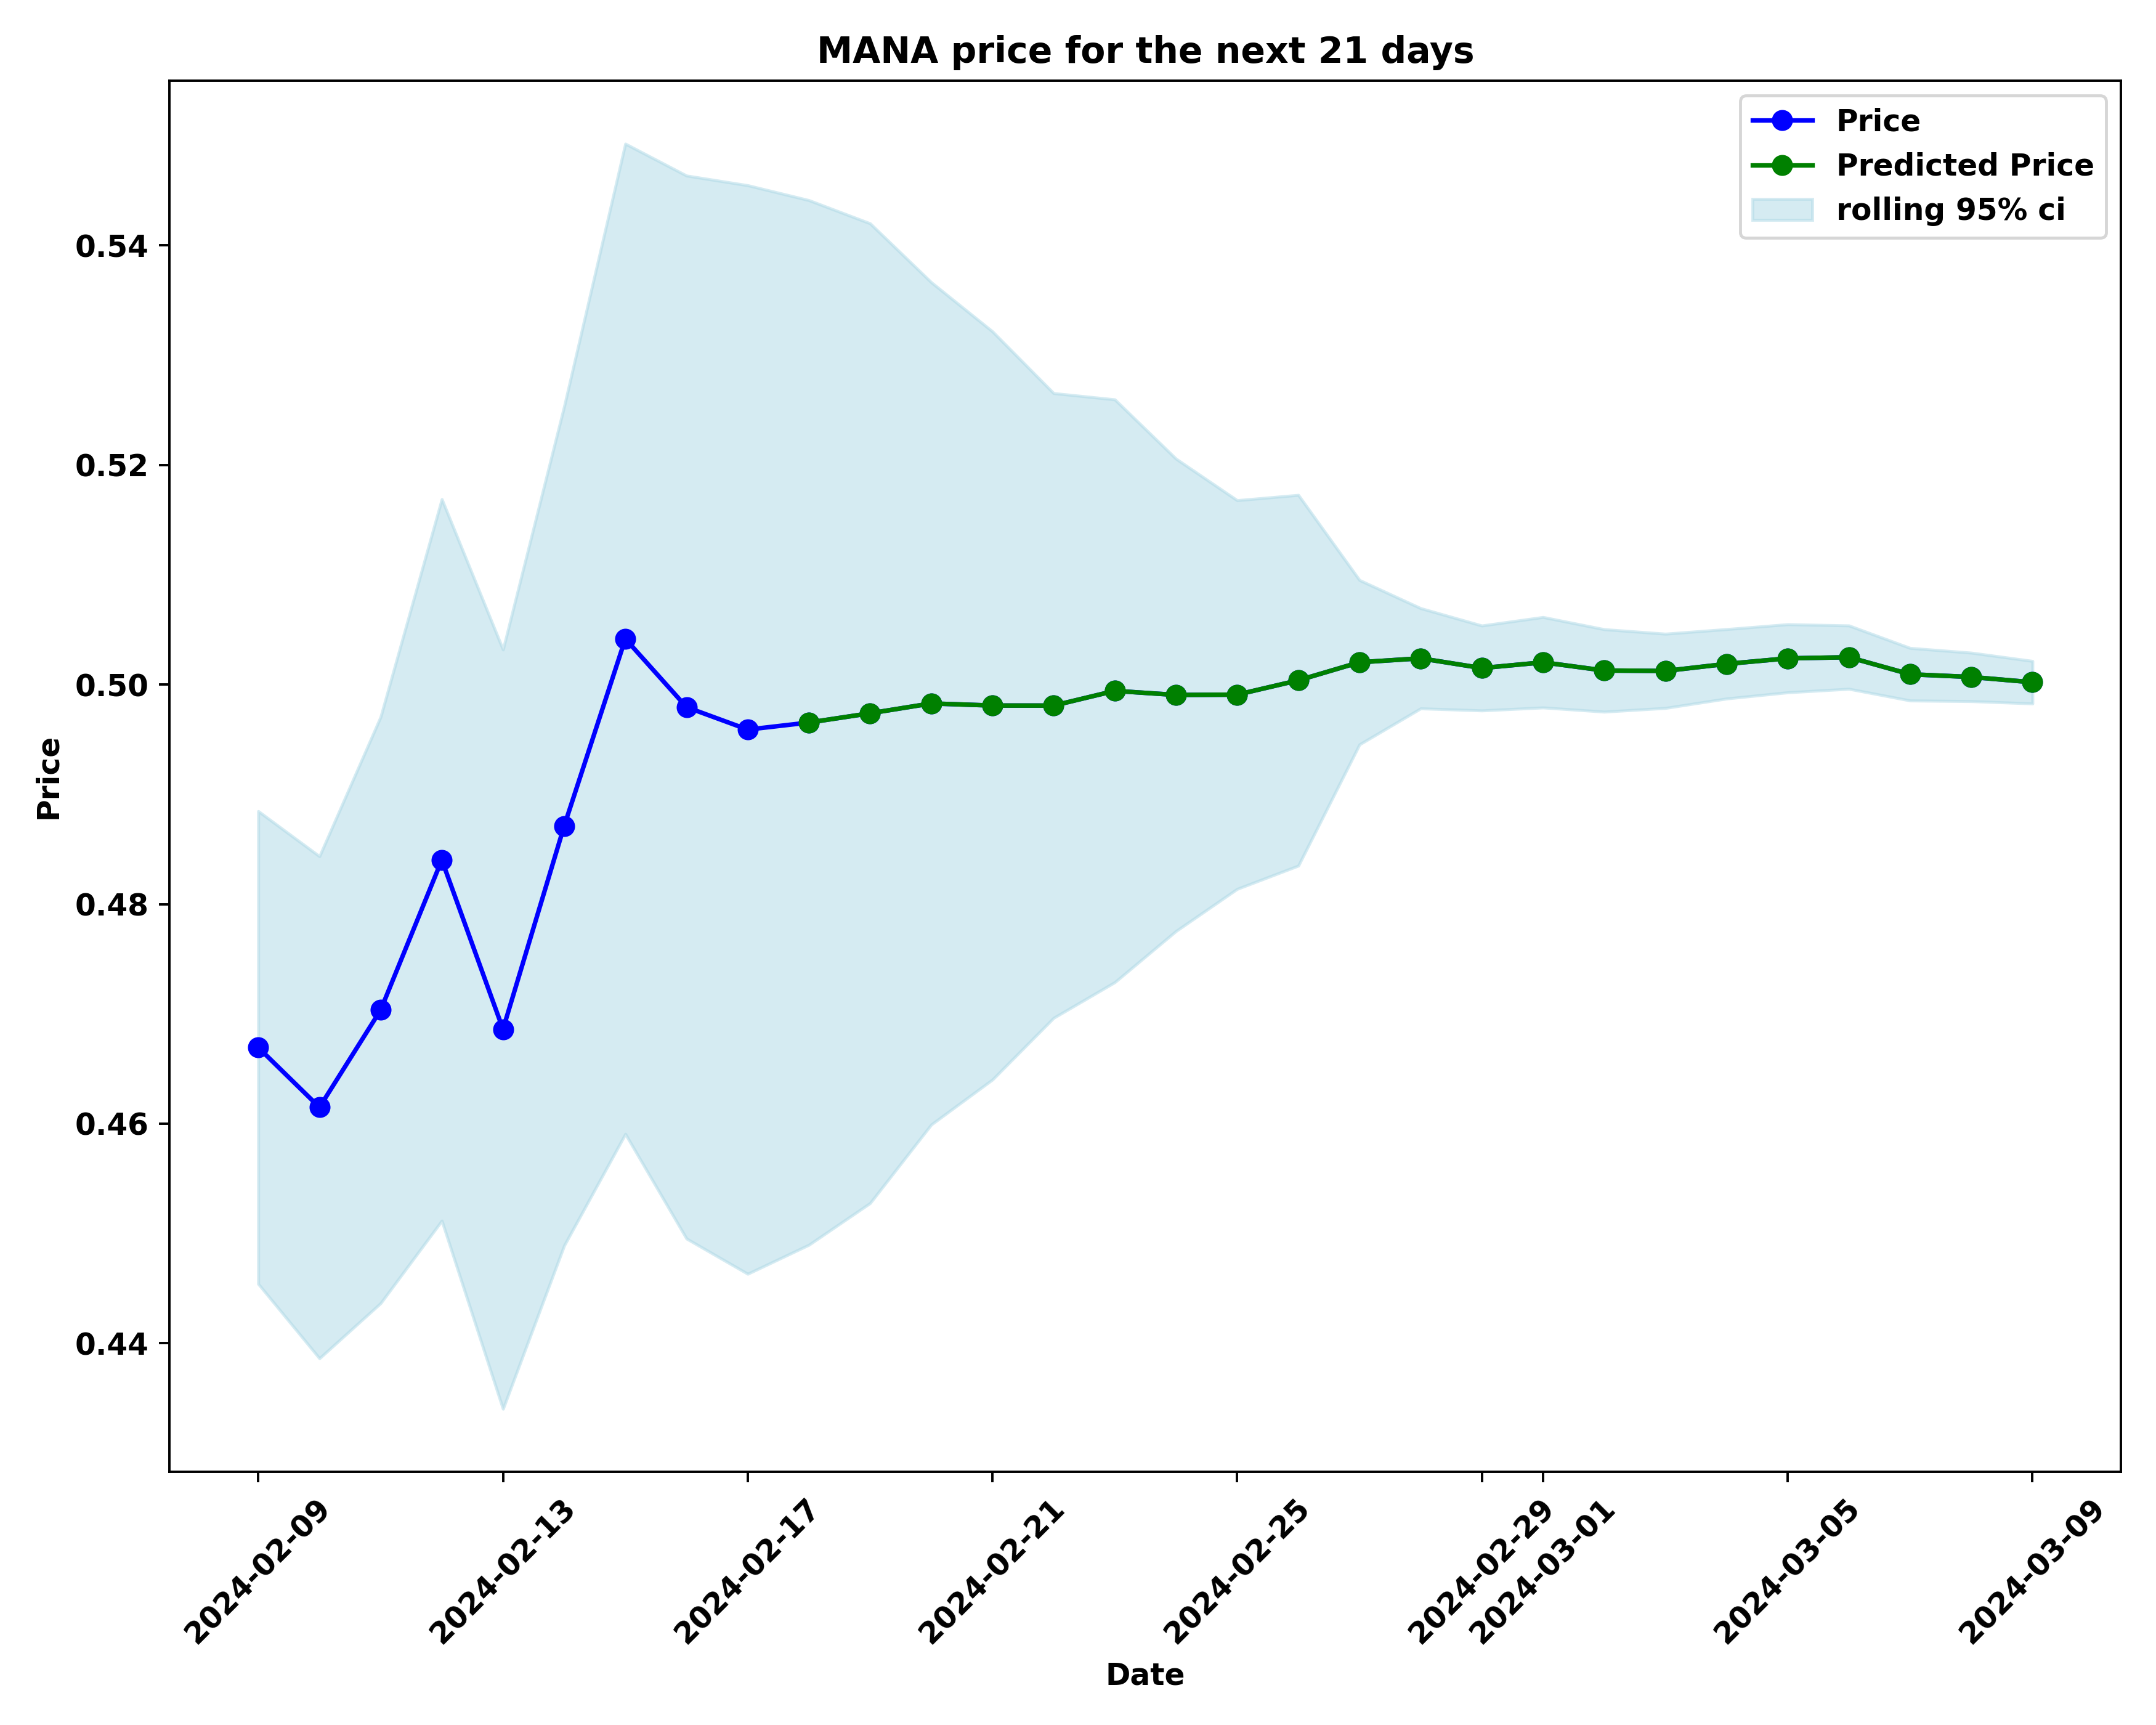 MANA price for the next 21 days
Price
Predicted Price
rolling 95% ci
0.54
0.52
0.50
0.48
0.46
0.44
Price
2024-02-09
2024-02-13
2024-02-17
2024-02-21
2024-02-25
2024-02-29
2024-03-01
2024-03-05
2024-03-09
Date